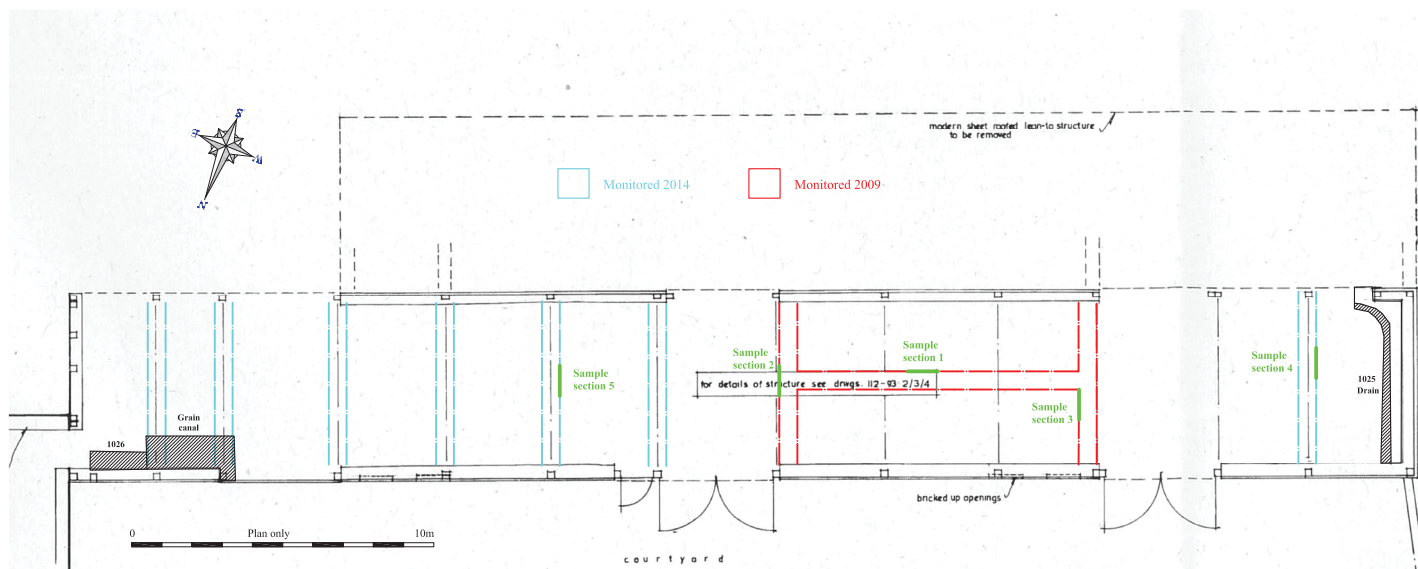 modern sheet roofed lean-to structure
to be removed
S
E
W
N
Monitored 2014
Monitored 2009
Sample
section 1
Sample
section 2
Sample
section 4
Sample
section 5
for details of structure see drwgs. 112-93 2/3/4
1025
Drain
Sample
section 3
Grain
canal
1026
bricked up openings
0 Plan only 10m
courtyard